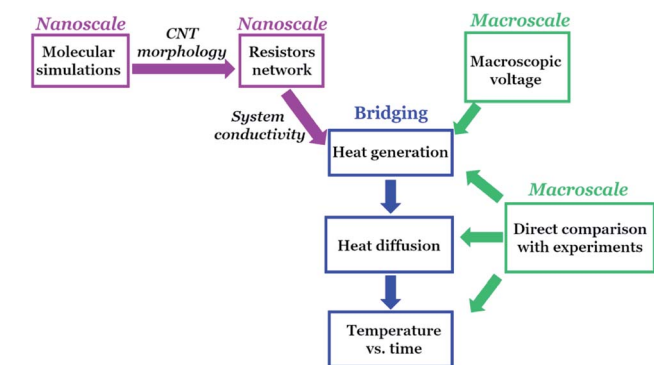 Nanoscale
Molecular
simulations
CNT
morphology
Nanoscale
Resistors
network
System
conductivity
Macroscale
Macroscopic
voltage
Bridging
Heat generation
Macroscale
Direct comparison
with experiments
Heat diffusion
Temperature
vs. time